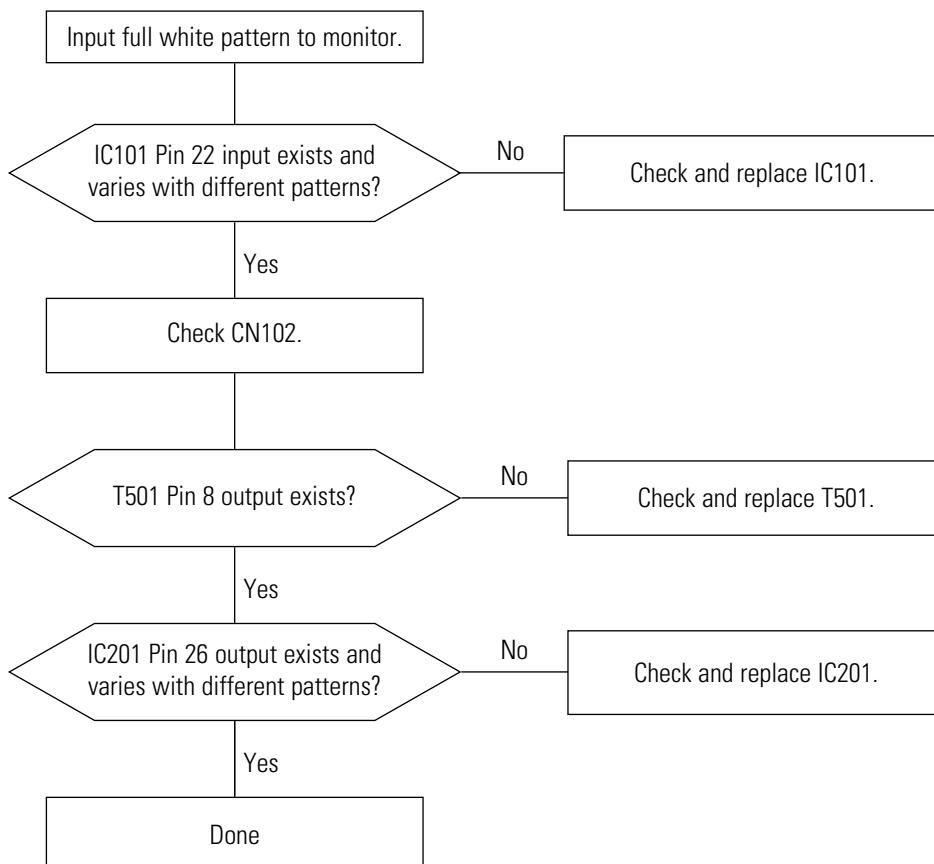 Input full white pattern to monitor.
IC101 Pin 22 input exists and
varies with different patterns?
No
Check and replace IC101.
Yes
Check CN102.
T501 Pin 8 output exists?
No
Check and replace T501.
Yes
IC201 Pin 26 output exists and
varies with different patterns?
No
Check and replace IC201.
Yes
Done